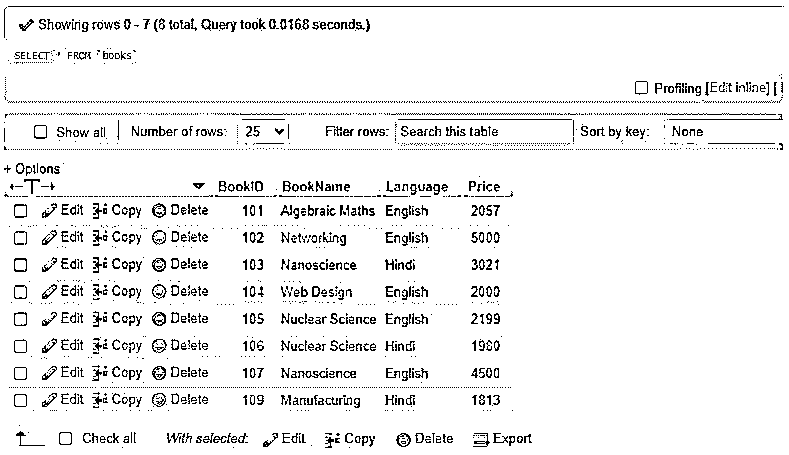 Showing rows 0 - 7 (8 total, Query took 0.0168 seconds.)
SELECT * FROM `books`
Profiling [Edit inline] [
Show all Number of rows: 25 Filter rows: Search this table Sort by key: None
+ Options
BookID BookName Language Price
Edit Copy Delete 101 Algebraic Maths English 2057
Edit Copy Delete 102 Networking English 5000
Edit Copy Delete 103 Nanoscience Hindi 3021
Edit Copy Delete 104 Web Design English 2000
Edit Copy Delete 105 Nuclear Science English 2199
Edit Copy Delete 106 Nuclear Science Hindi 1980
Edit Copy Delete 107 Nanoscience English 4500
Edit Copy Delete 109 Manufacturing Hindi 1813
Check all With selected: Edit Copy Delete Export